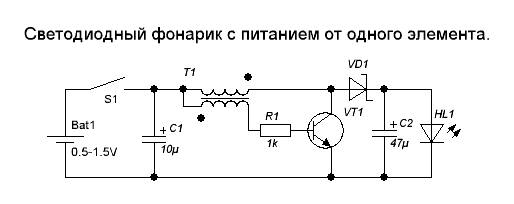 Светодиодный фонарик с питанием от одного элемента.
T1
VD1
S1
R1
VT1
HL1
Bat1
+ C1
+ C2
0.5-1.5V
10µ
1k
47µ